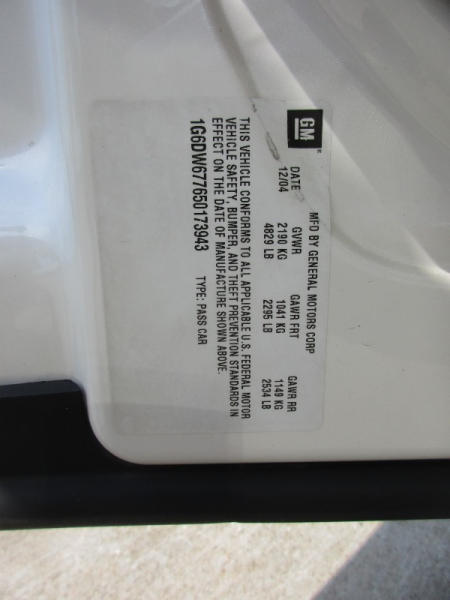 GM
MFD BY GENERAL MOTORS CORP
DATE GVWR GAWR FRT GAWR RR
12/04 2190 KG 1041 KG 1149 KG
4829 LB 2295 LB 2534 LB
THIS VEHICLE CONFORMS TO ALL APPLICABLE U.S. FEDERAL MOTOR
VEHICLE SAFETY, BUMPER, AND THEFT PREVENTION STANDARDS IN
EFFECT ON THE DATE OF MANUFACTURE SHOWN ABOVE.
1G6DW677650173943 TYPE: PASS CAR